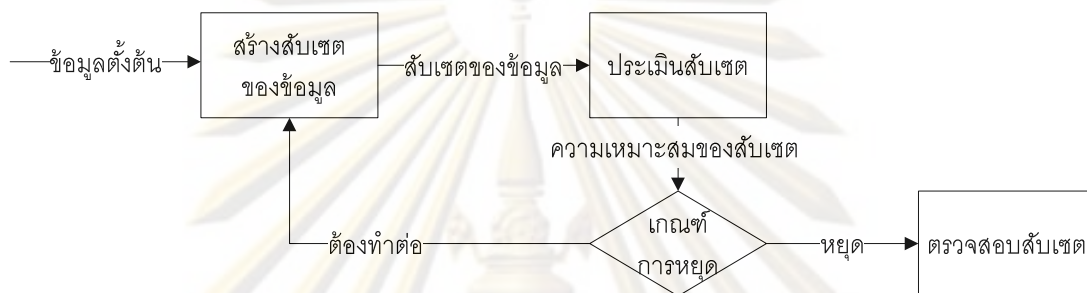 ข้อมูลตั้งต้น
สร้างสับเซต
ของข้อมูล
สับเซตของข้อมูล
ประเมินสับเซต
ความเหมาะสมของสับเซต
เกณฑ์
การหยุด
ต้องทำต่อ
หยุด
ตรวจสอบสับเซต